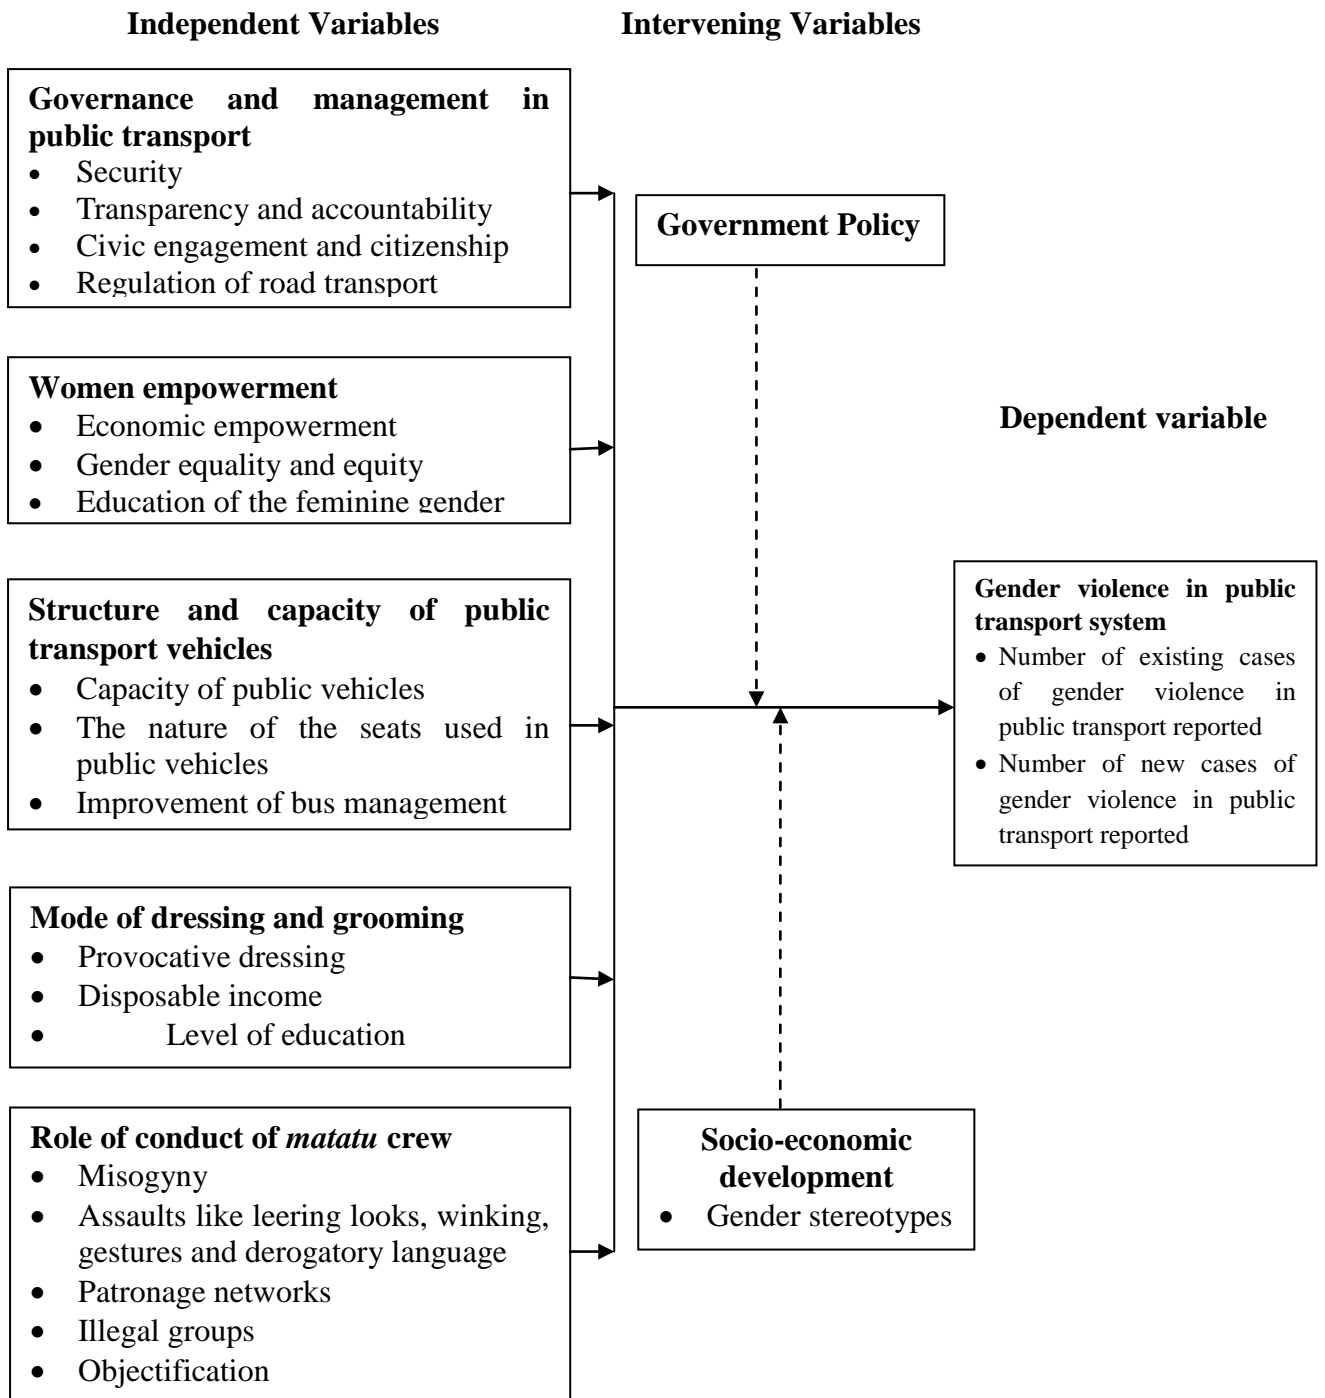 Independent Variables
Intervening Variables
Governance and management in
public transport
• Security
• Transparency and accountability
• Civic engagement and citizenship
• Regulation of road transport
Government Policy
Women empowerment
• Economic empowerment
• Gender equality and equity
• Education of the feminine gender
Dependent variable
Structure and capacity of public
transport vehicles
• Capacity of public vehicles
• The nature of the seats used in
public vehicles
• Improvement of bus management
Gender violence in public
transport system
• Number of existing cases
of gender violence in
public transport reported
• Number of new cases of
gender violence in public
transport reported
Mode of dressing and grooming
• Provocative dressing
• Disposable income
• Level of education
Role of conduct of matatu crew
• Misogyny
• Assaults like leering looks, winking,
gestures and derogatory language
• Patronage networks
• Illegal groups
• Objectification
Socio-economic
development
• Gender stereotypes